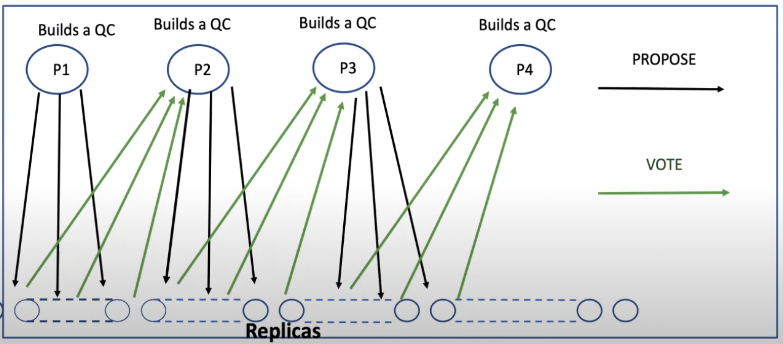 Builds a QC
Builds a QC
Builds a QC
Builds a QC
P1
P2
P3
P4
PROPOSE
VOTE
Replicas